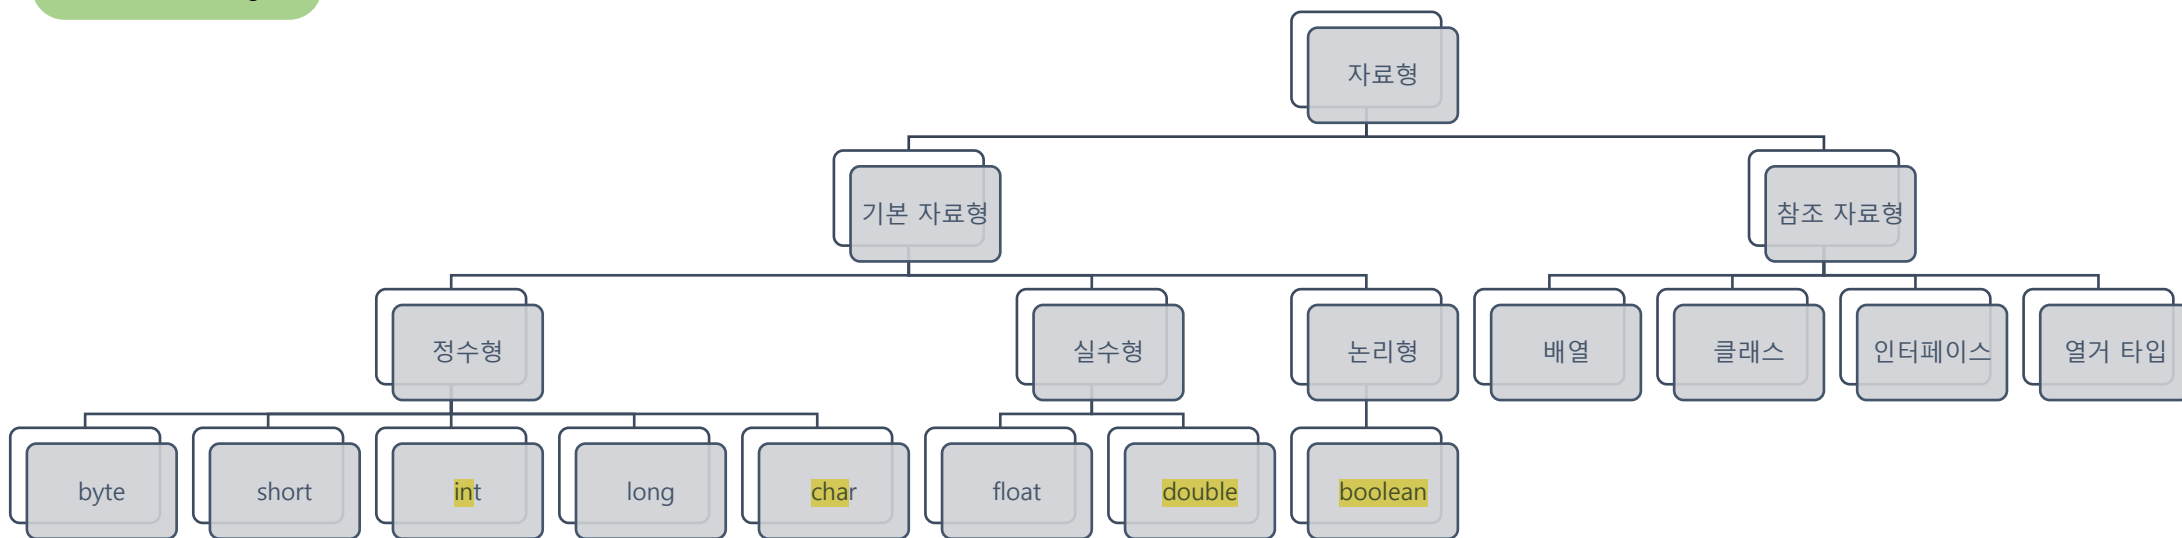 자료형
기본 자료형
참조 자료형
정수형
실수형
논리형
배열
클래스
인터페이스
열거 타입
byte
short
int
long
char
float
double
boolean